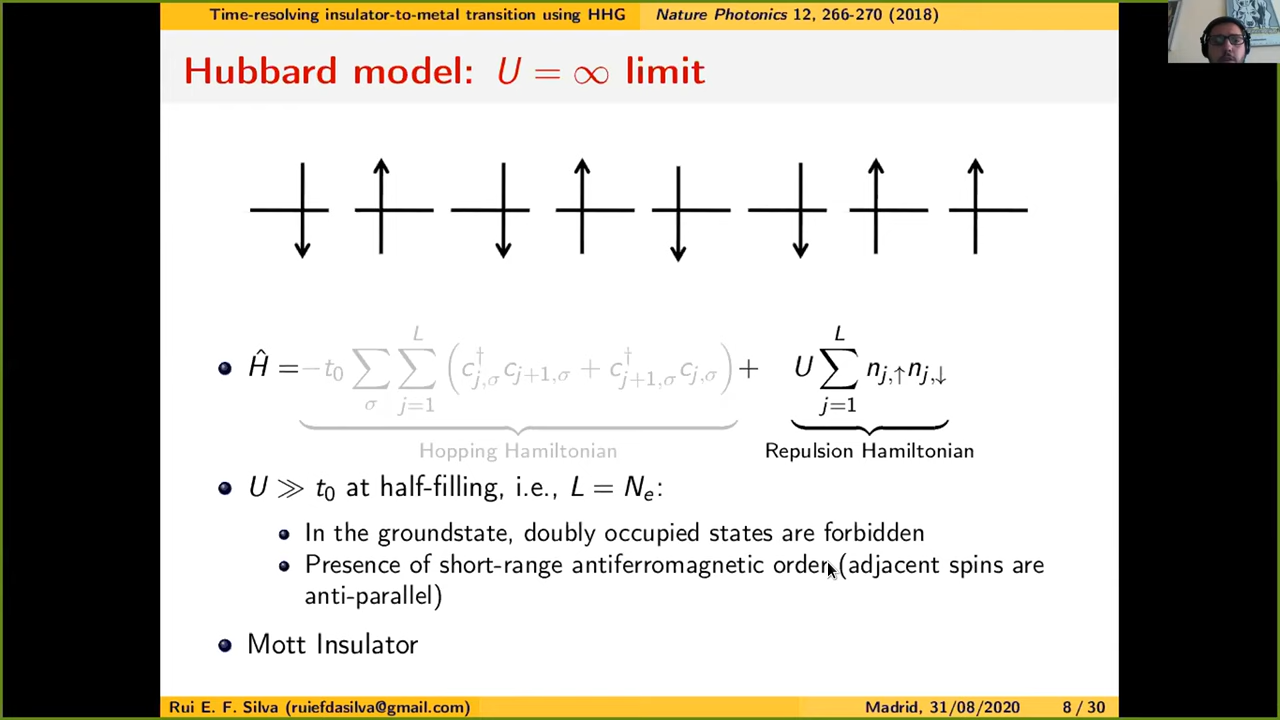 Time-resolving insulator-to-metal transition using HHG Nature Photonics 12, 266-270 (2018)
Hubbard model: U = ∞ limit
Ĥ = −t₀ ∑_σ ∑_{j=1}^{L} (c†_{j,σ} c_{j+1,σ} + c†_{j+1,σ} c_{j,σ}) + U ∑_{j=1}^{L} n_{j,↑} n_{j,↓}
Hopping Hamiltonian Repulsion Hamiltonian
U ≫ t₀ at half-filling, i.e., L = Nₑ:
In the groundstate, doubly occupied states are forbidden
Presence of short-range antiferromagnetic order (adjacent spins are
anti-parallel)
Mott Insulator
Rui E. F. Silva (ruiefdasilva@gmail.com) Madrid, 31/08/2020 8 / 30